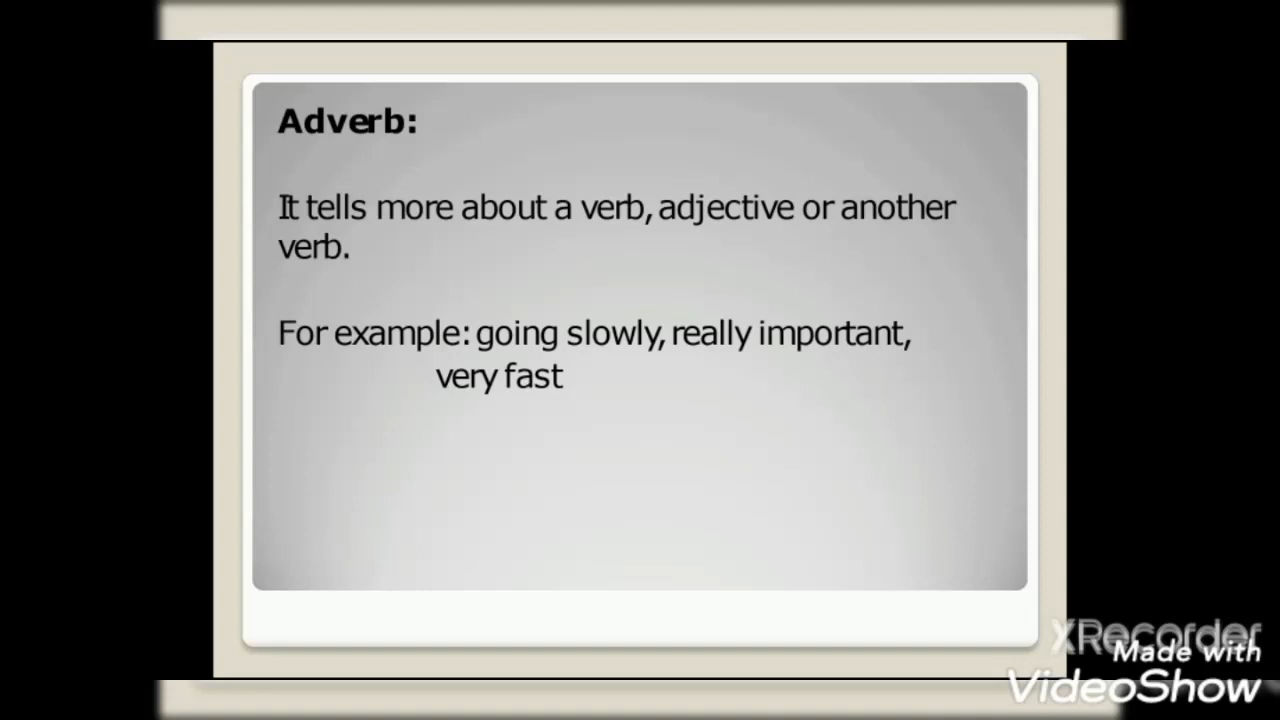 Adverb:
It tells more about a verb, adjective or another
verb.
For example: going slowly, really important,
very fast
XRecorder
Made with
VideoShow